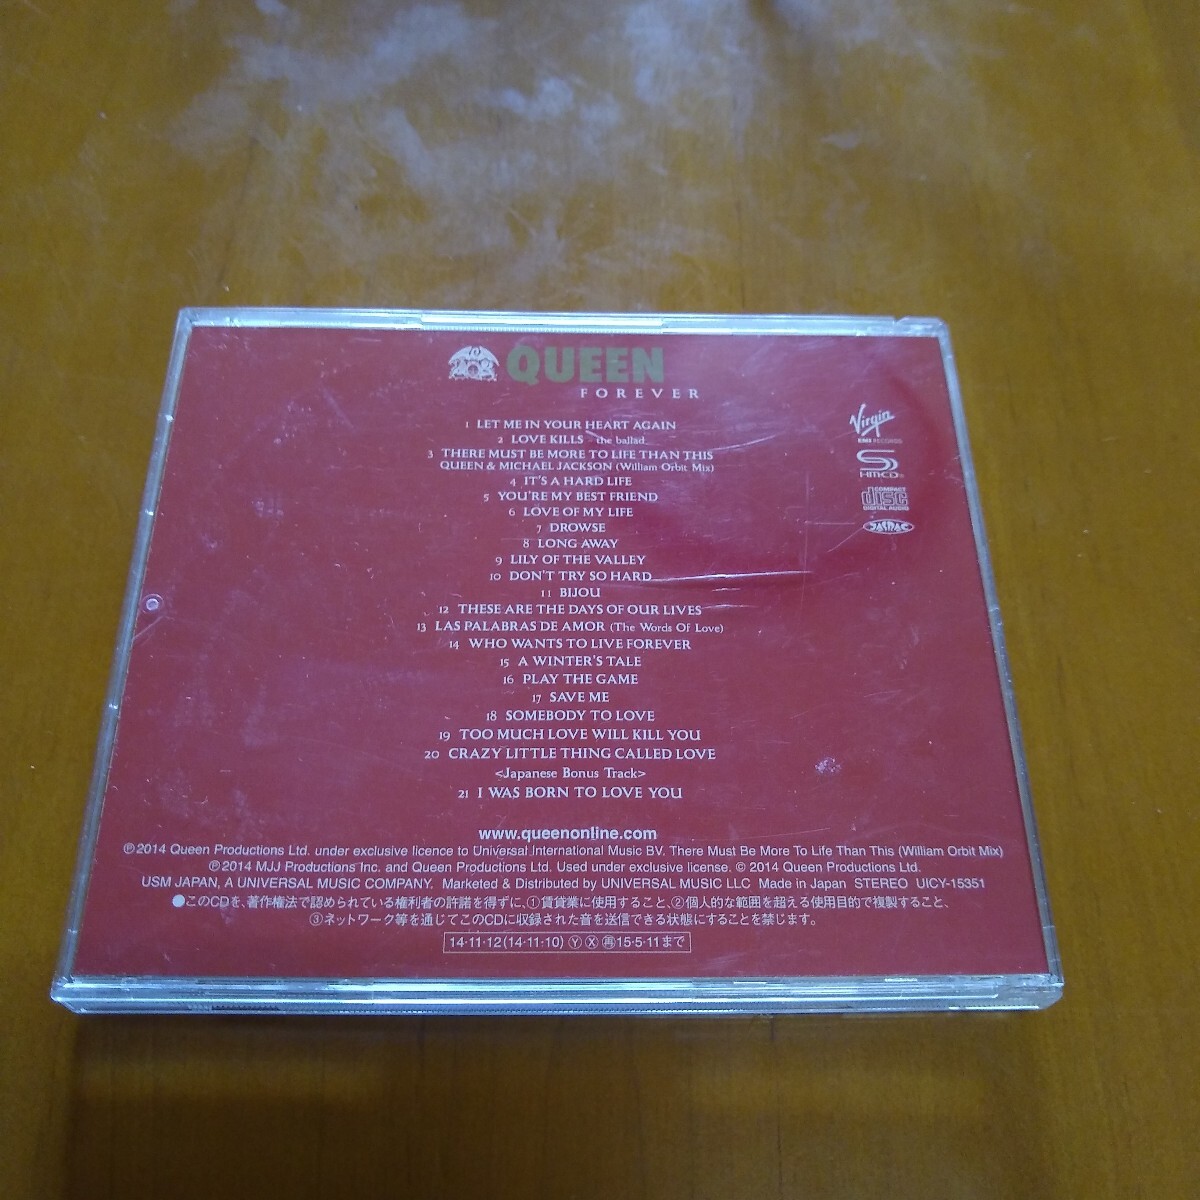 QUEEN
FOREVER
1 LET ME IN YOUR HEART AGAIN
2 LOVE KILLS - the ballad
3 THERE MUST BE MORE TO LIFE THAN THIS
QUEEN & MICHAEL JACKSON (William Orbit Mix)
4 IT'S A HARD LIFE
5 YOU'RE MY BEST FRIEND
6 LOVE OF MY LIFE
7 DROWSE
8 LONG AWAY
9 LILY OF THE VALLEY
10 DON'T TRY SO HARD
11 BIJOU
12 THESE ARE THE DAYS OF OUR LIVES
13 LAS PALABRAS DE AMOR (The Words Of Love)
14 WHO WANTS TO LIVE FOREVER
15 A WINTER'S TALE
16 PLAY THE GAME
17 SAVE ME
18 SOMEBODY TO LOVE
19 TOO MUCH LOVE WILL KILL YOU
20 CRAZY LITTLE THING CALLED LOVE
<Japanese Bonus Track>
21 I WAS BORN TO LOVE YOU
Virgin
EMI RECORDS
SHM-CD
COMPACT
disc
DIGITAL AUDIO
JASRAC
www.queenonline.com
℗2014 Queen Productions Ltd. under exclusive licence to Universal International Music BV. There Must Be More To Life Than This (William Orbit Mix)
℗2014 MJJ Productions Inc. and Queen Productions Ltd. Used under exclusive license. © 2014 Queen Productions Ltd.
USM JAPAN, A UNIVERSAL MUSIC COMPANY. Marketed & Distributed by UNIVERSAL MUSIC LLC Made in Japan STEREO UICY-15351
●このCDを、著作権法で認められている権利者の許諾を得ずに、①賃貸業に使用すること、②個人的な範囲を超える使用目的で複製すること、
③ネットワーク等を通じてこのCDに収録された音を送信できる状態にすることを禁じます。
14·11·12(14·11·10) Ⓨ Ⓧ ㊢15·5·11まで